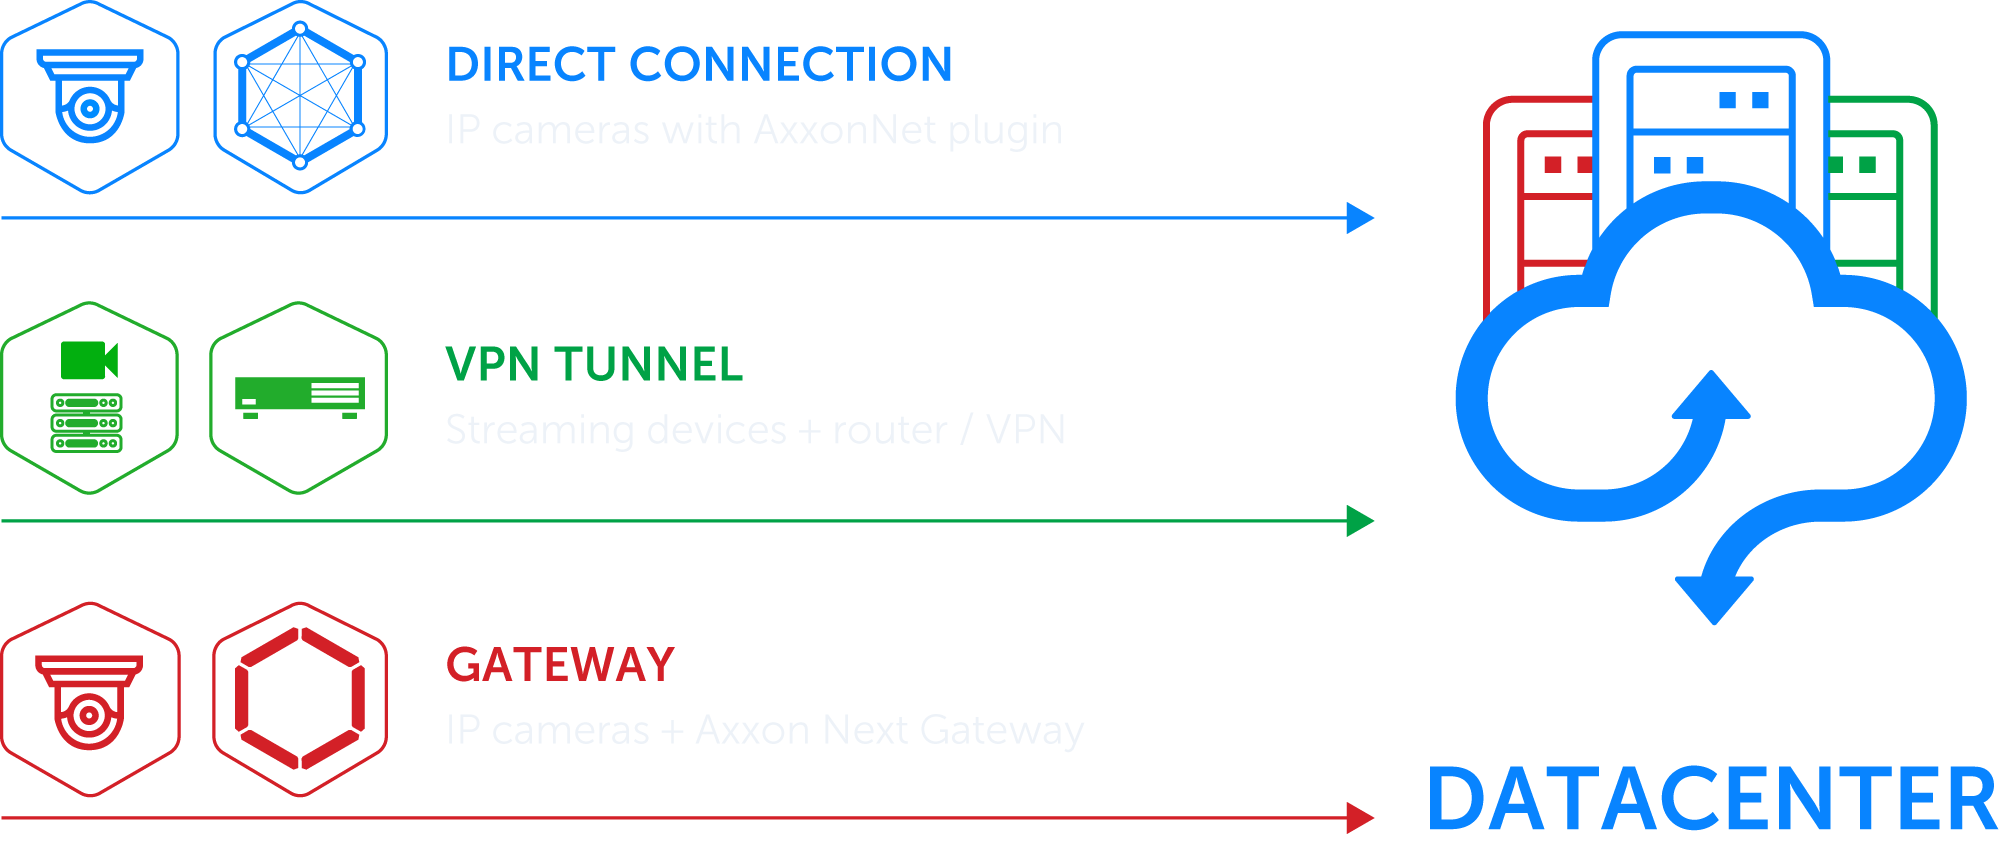 DIRECT CONNECTION
IP cameras with AxxonNet plugin
VPN TUNNEL
Streaming devices + router / VPN
GATEWAY
IP cameras + Axxon Next Gateway
DATACENTER